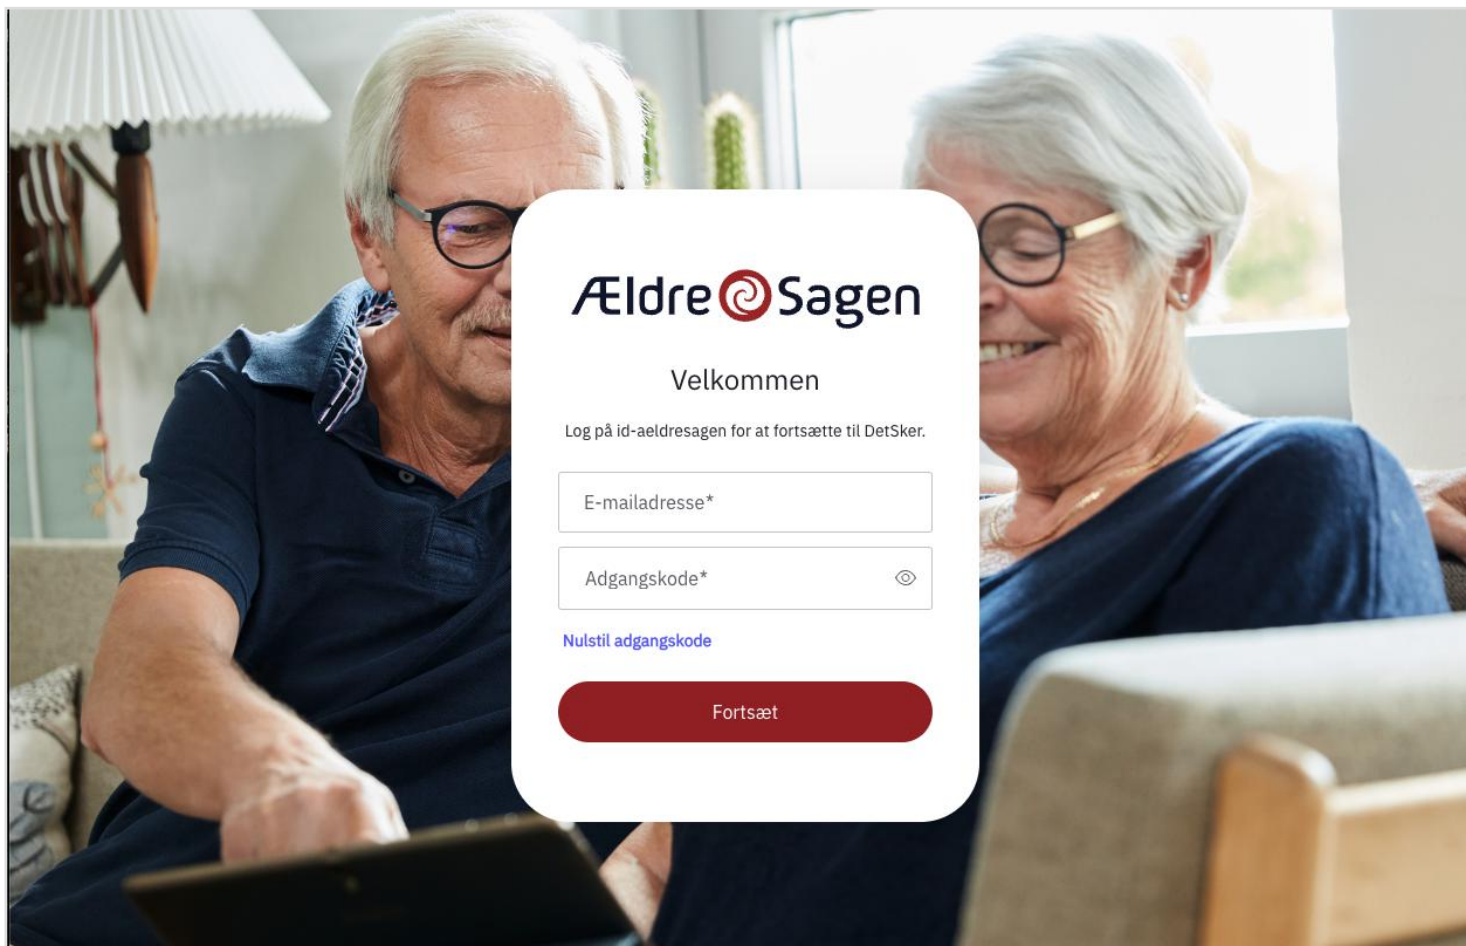 ÆldreSagen
Velkommen
Log på id-aeldresagen for at fortsætte til DetSker.
E-mailadresse*
Adgangskode*
Nulstil adgangskode
Fortsæt